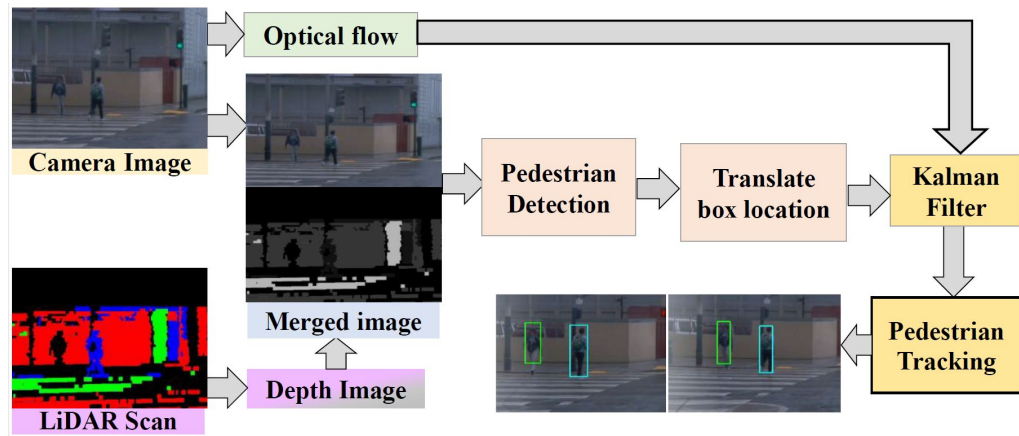 Optical flow
Camera Image
Pedestrian
Detection
Translate
box location
Kalman
Filter
Merged image
Pedestrian
Tracking
Depth Image
LiDAR Scan